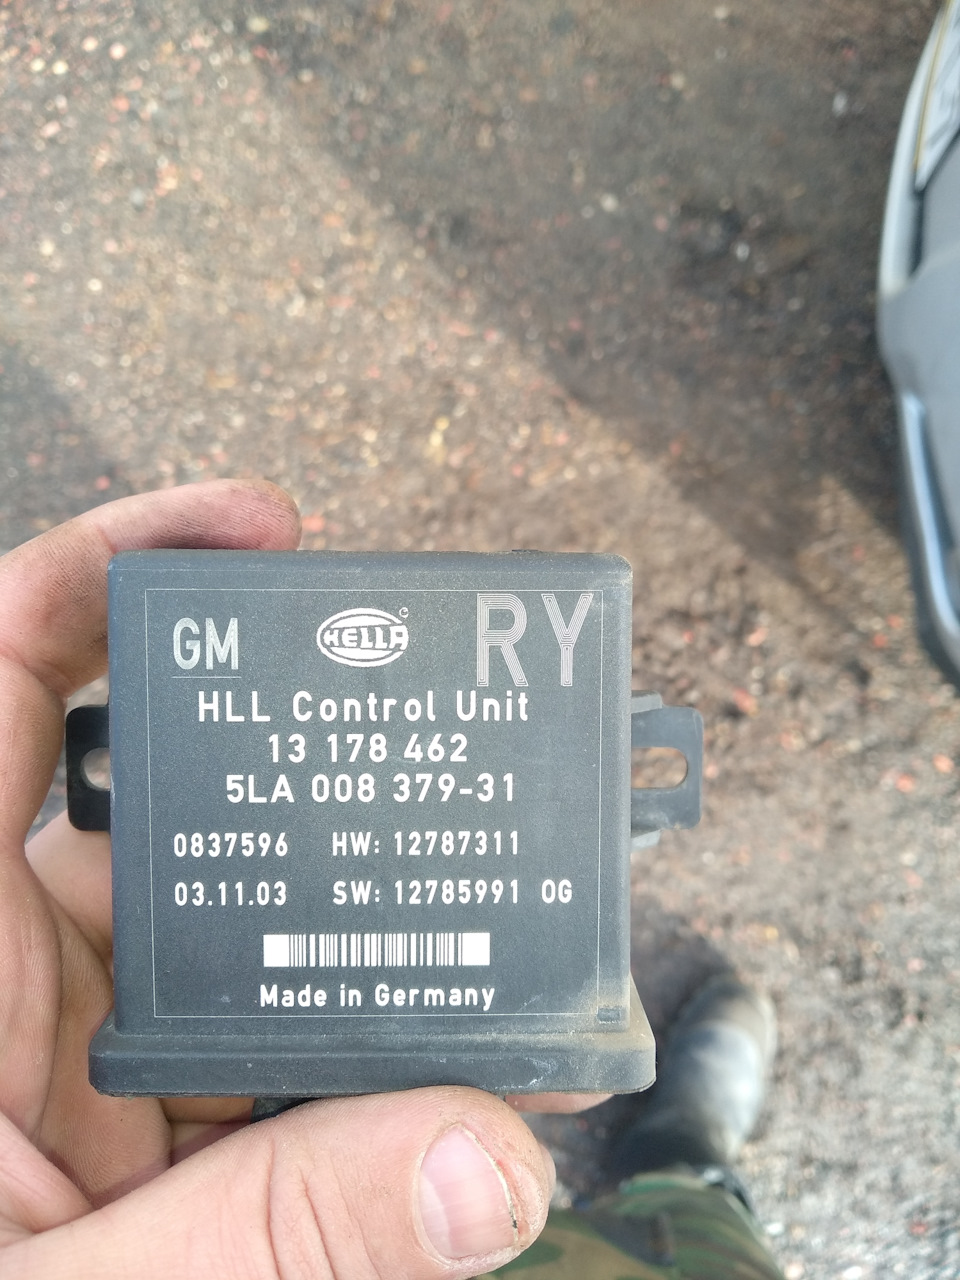 GM HELLA RY
HLL Control Unit
13 178 462
5LA 008 379-31
0837596 HW: 12787311
03.11.03 SW: 12785991 OG
Made in Germany